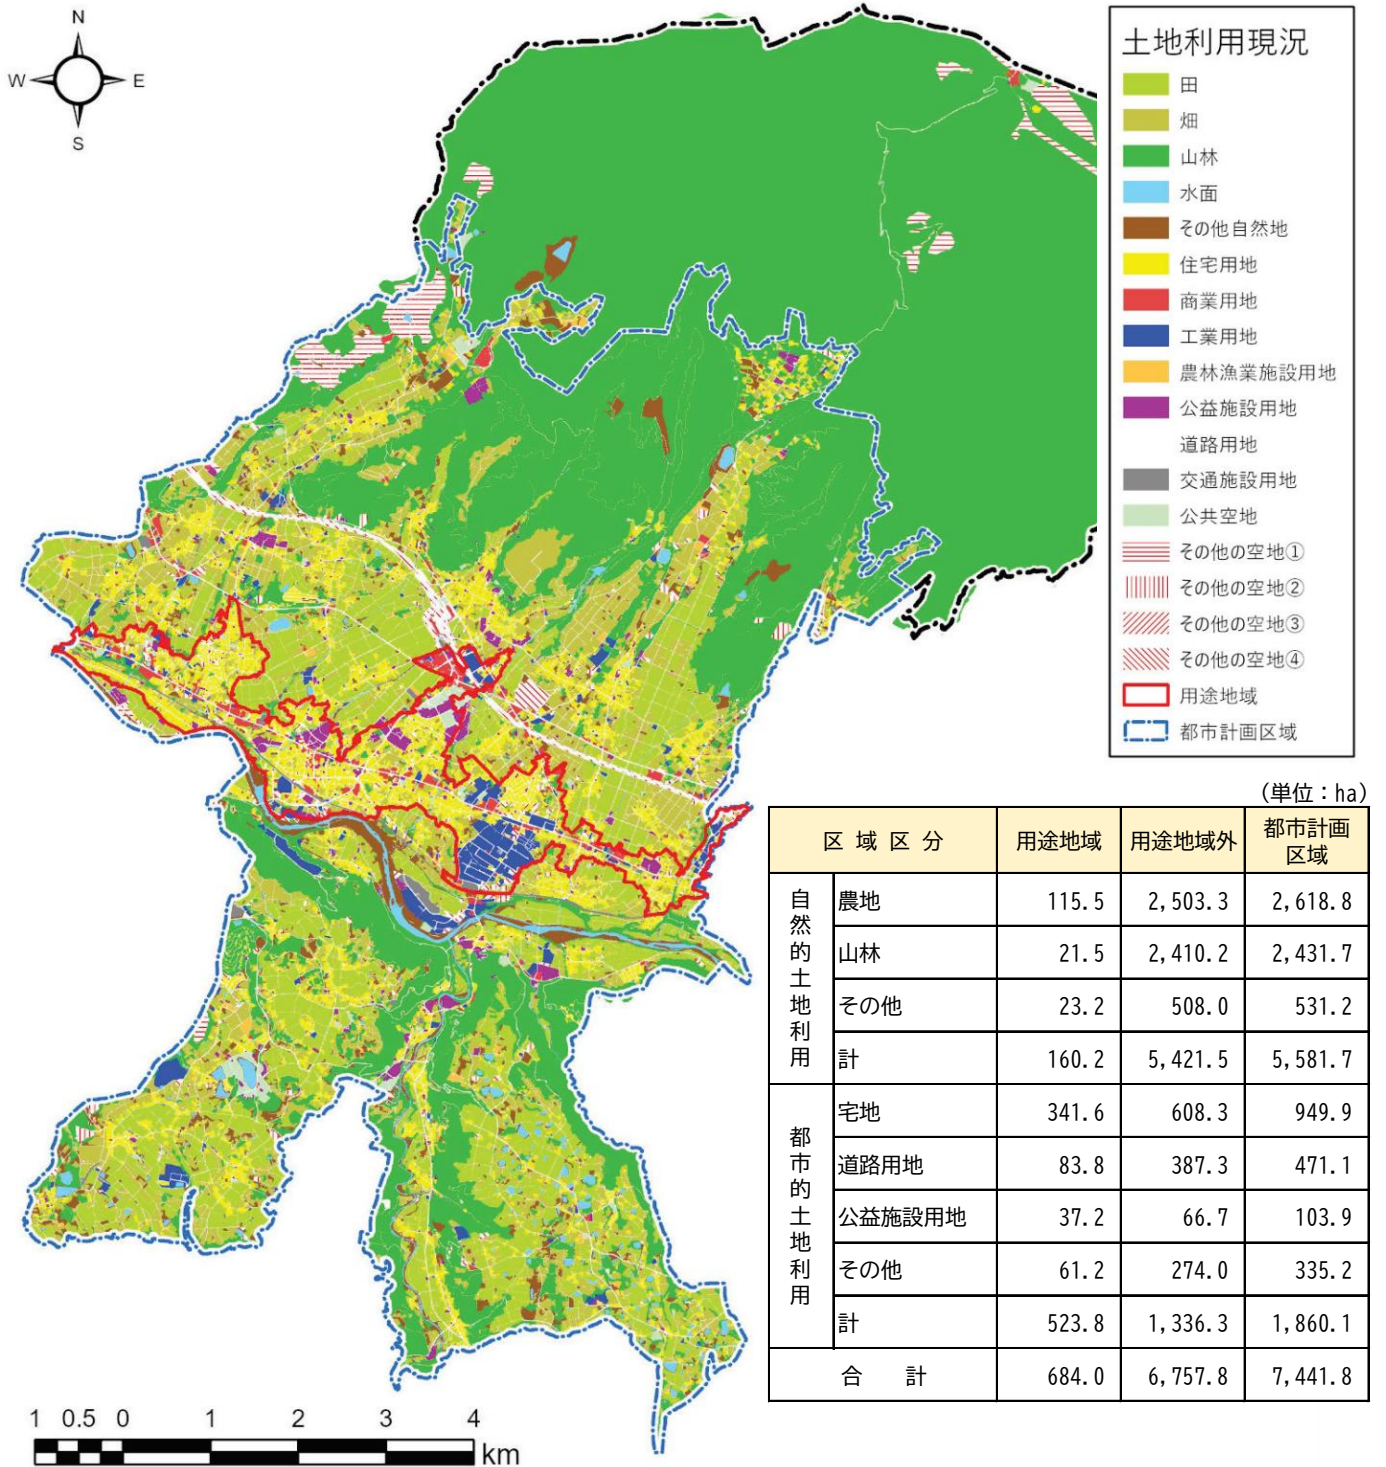 N
W E
S
土地利用現況
田
畑
山林
水面
その他自然地
住宅用地
商業用地
工業用地
農林漁業施設用地
公益施設用地
道路用地
交通施設用地
公共空地
その他の空地①
その他の空地②
その他の空地③
その他の空地④
用途地域
都市計画区域
(単位:ha)
区域区分 用途地域 用途地域外 都市計画
区域
自然的土地利用
農地 115.5 2,503.3 2,618.8
山林 21.5 2,410.2 2,431.7
その他 23.2 508.0 531.2
計 160.2 5,421.5 5,581.7
都市的土地利用
宅地 341.6 608.3 949.9
道路用地 83.8 387.3 471.1
公益施設用地 37.2 66.7 103.9
その他 61.2 274.0 335.2
計 523.8 1,336.3 1,860.1
合計 684.0 6,757.8 7,441.8
1 0.5 0 1 2 3 4
km